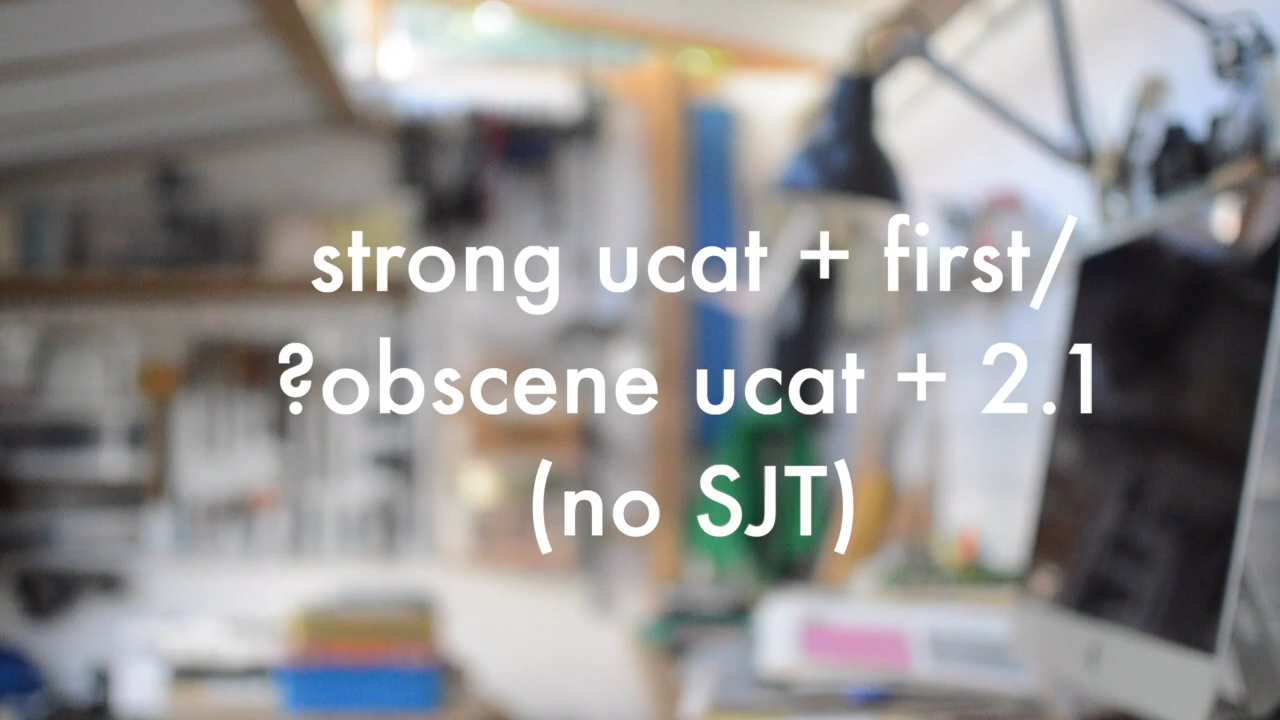 strong ucat + first/
?obscene ucat + 2.1
(no SJT)